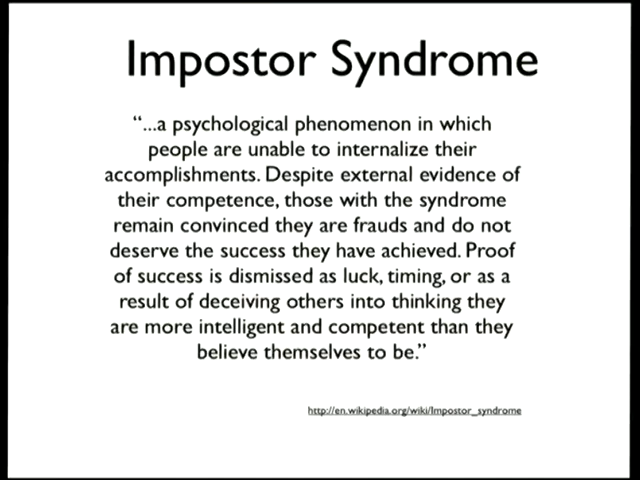 Impostor Syndrome
“...a psychological phenomenon in which
people are unable to internalize their
accomplishments. Despite external evidence of
their competence, those with the syndrome
remain convinced they are frauds and do not
deserve the success they have achieved. Proof
of success is dismissed as luck, timing, or as a
result of deceiving others into thinking they
are more intelligent and competent than they
believe themselves to be.”
http://en.wikipedia.org/wiki/Impostor_syndrome